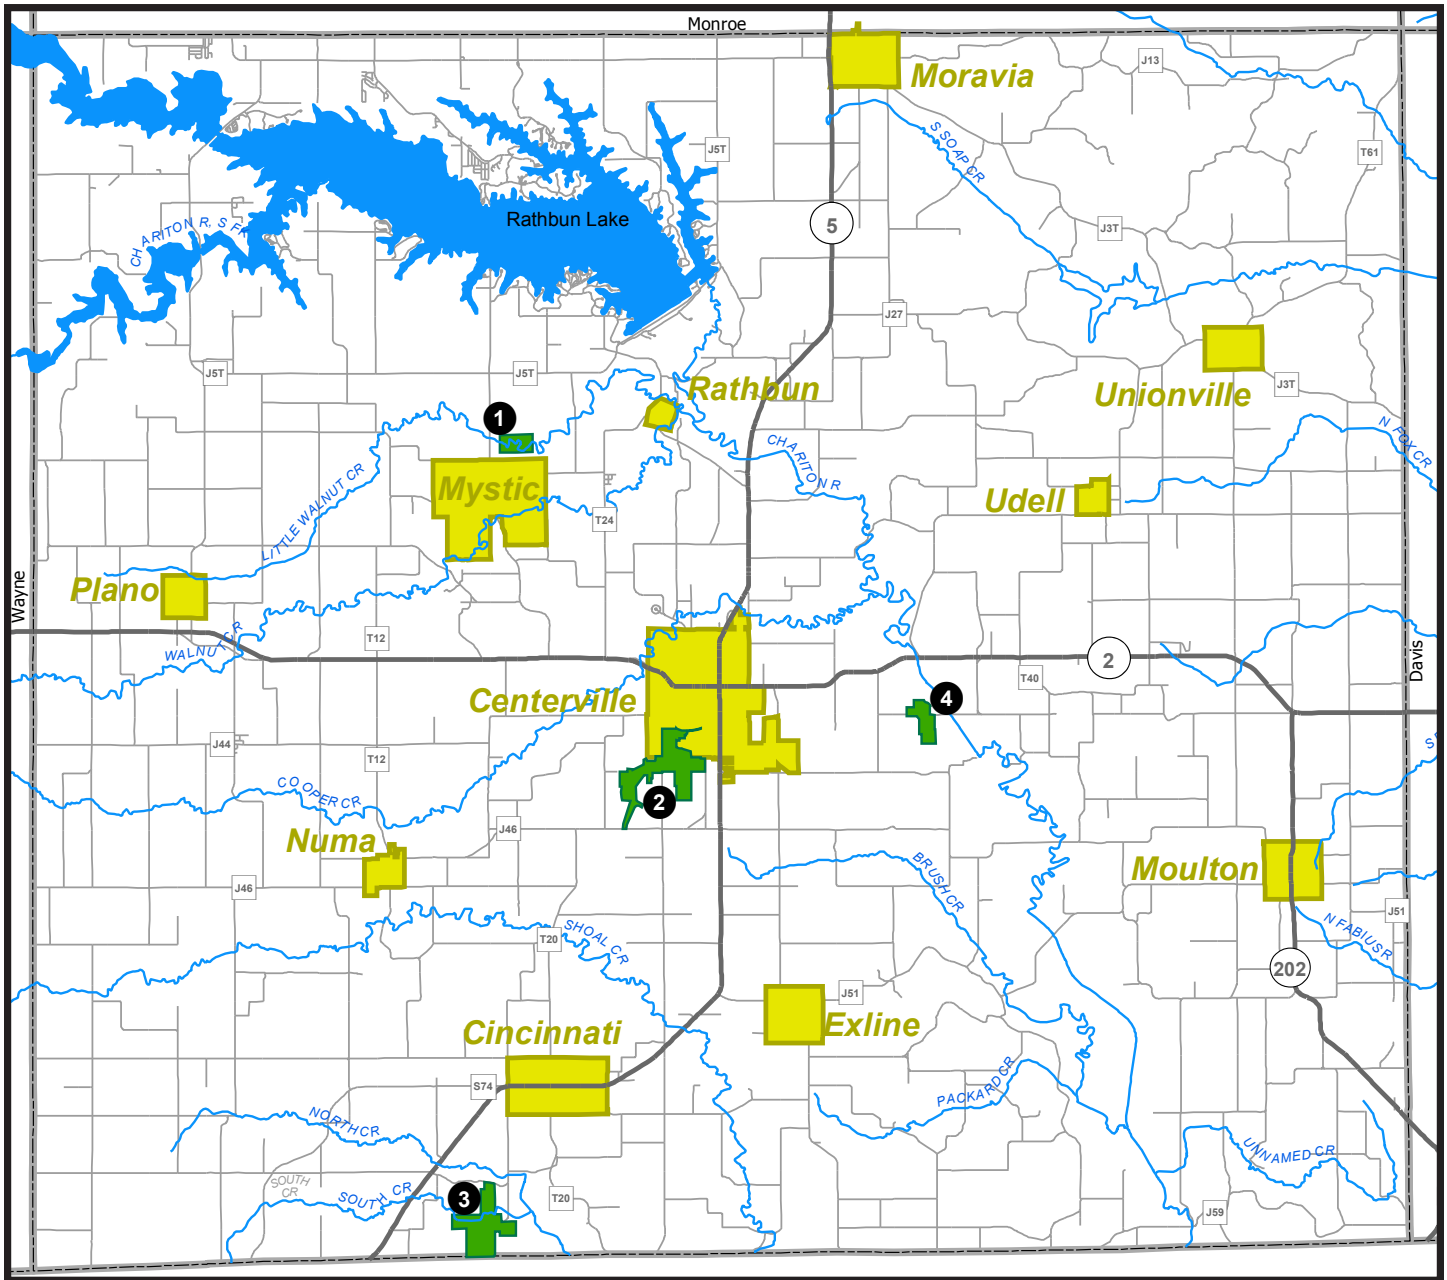 Monroe
Moravia
J13
S SOAP CR
J5T
T61
Rathbun Lake
CHARITON R, S F
5
J3T
J27
J5T
J5T
Rathbun
Unionville
J3T
1
N FOX CR
CHARITON R
Mystic
LITTLE WALNUT CR
Udell
T24
Plano
Wayne
T12
WALNUT CR
2
Davis
T40
Centerville
4
J44
T12
COOPER CR
2
Numa
J46
BRUSH CR
Moulton
J46
J51
SHOAL CR
T20
N FABIUS R
202
J51
Exline
Cincinnati
S74
PACKARD CR
NORTH CR
UNNAMED CR
SOUTH
CR
SOUTH CR
3
T20
J59